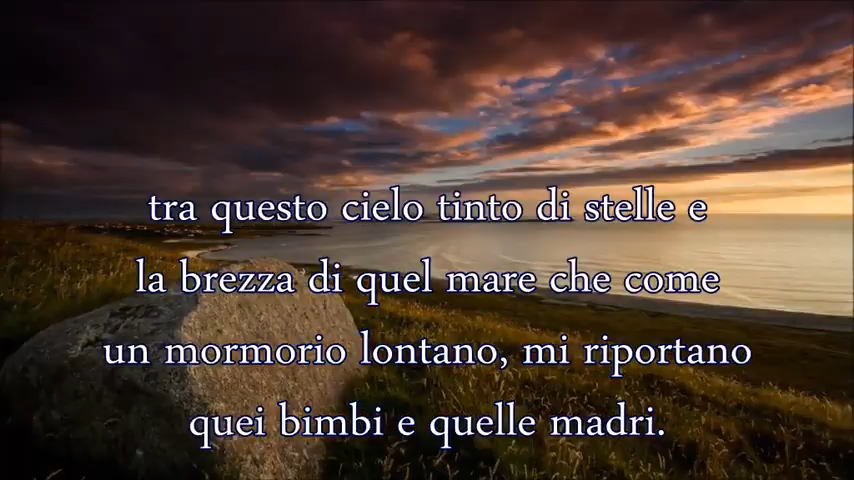 tra questo cielo tinto di stelle e
la brezza di quel mare che come
un mormorio lontano, mi riportano
quei bimbi e quelle madri.